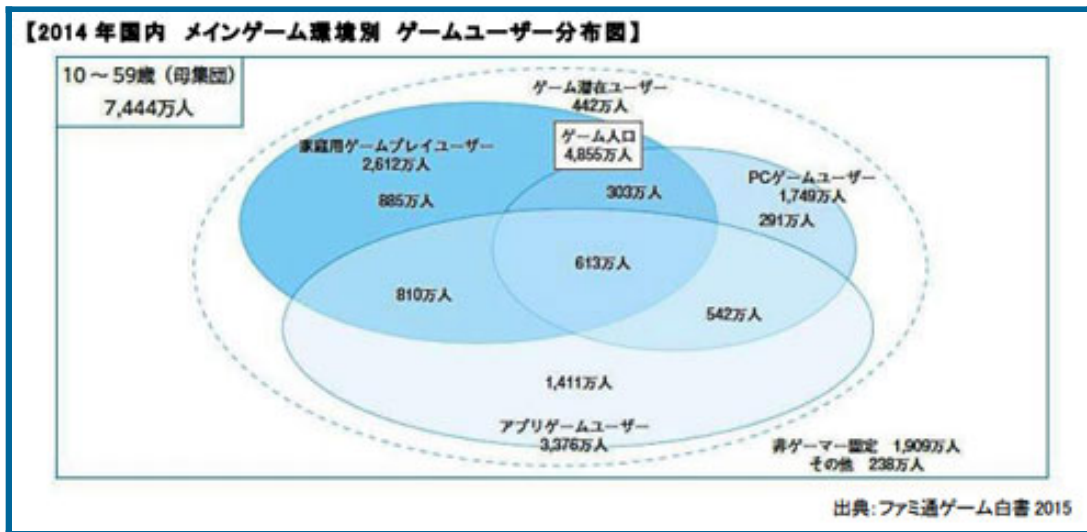 【2014年国内 メインゲーム環境別 ゲームユーザー分布図】
10～59歳（母集団）
7,444万人
ゲーム潜在ユーザー
442万人
ゲーム人口
4,855万人
家庭用ゲームプレイユーザー
2,612万人
885万人
303万人
PCゲームユーザー
1,749万人
291万人
613万人
810万人
542万人
1,411万人
アプリゲームユーザー
3,376万人
非ゲーマー固定 1,909万人
その他 238万人
出典：ファミ通ゲーム白書2015